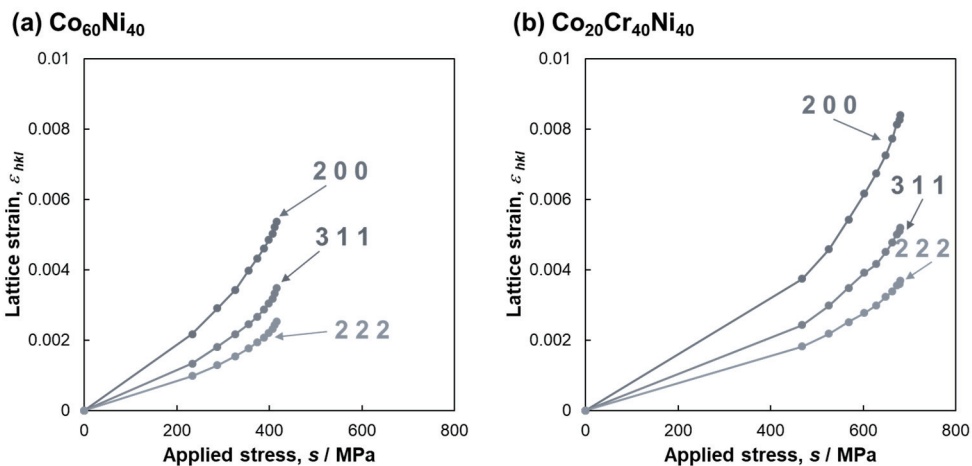 (a) Co₆₀Ni₄₀
0.01
0.008
0.006
0.004
0.002
0
Lattice strain, ε hkl
2 0 0
3 1 1
2 2 2
0 200 400 600 800
Applied stress, s / MPa
(b) Co₂₀Cr₄₀Ni₄₀
0.01
0.008
0.006
0.004
0.002
0
Lattice strain, ε hkl
2 0 0
3 1 1
2 2 2
0 200 400 600 800
Applied stress, s / MPa